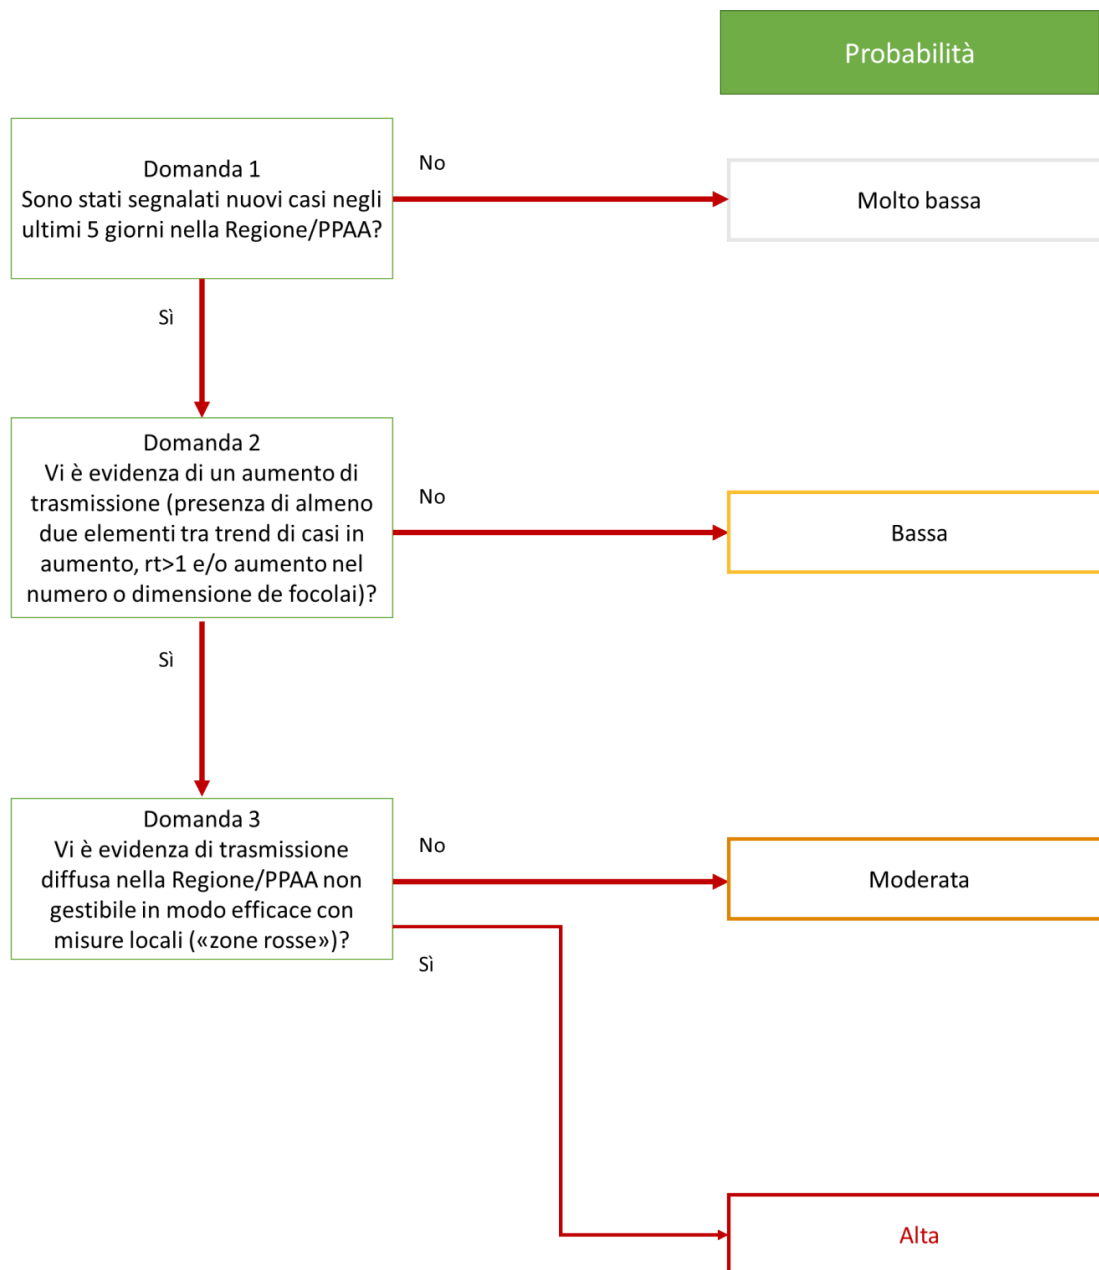 Probabilità
Domanda 1
Sono stati segnalati nuovi casi negli
ultimi 5 giorni nella Regione/PPAA?
No
Molto bassa
Sì
Domanda 2
Vi è evidenza di un aumento di
trasmissione (presenza di almeno
due elementi tra trend di casi in
aumento, rt>1 e/o aumento nel
numero o dimensione de focolai)?
No
Bassa
Sì
Domanda 3
Vi è evidenza di trasmissione
diffusa nella Regione/PPAA non
gestibile in modo efficace con
misure locali («zone rosse»)?
No
Moderata
Sì
Alta